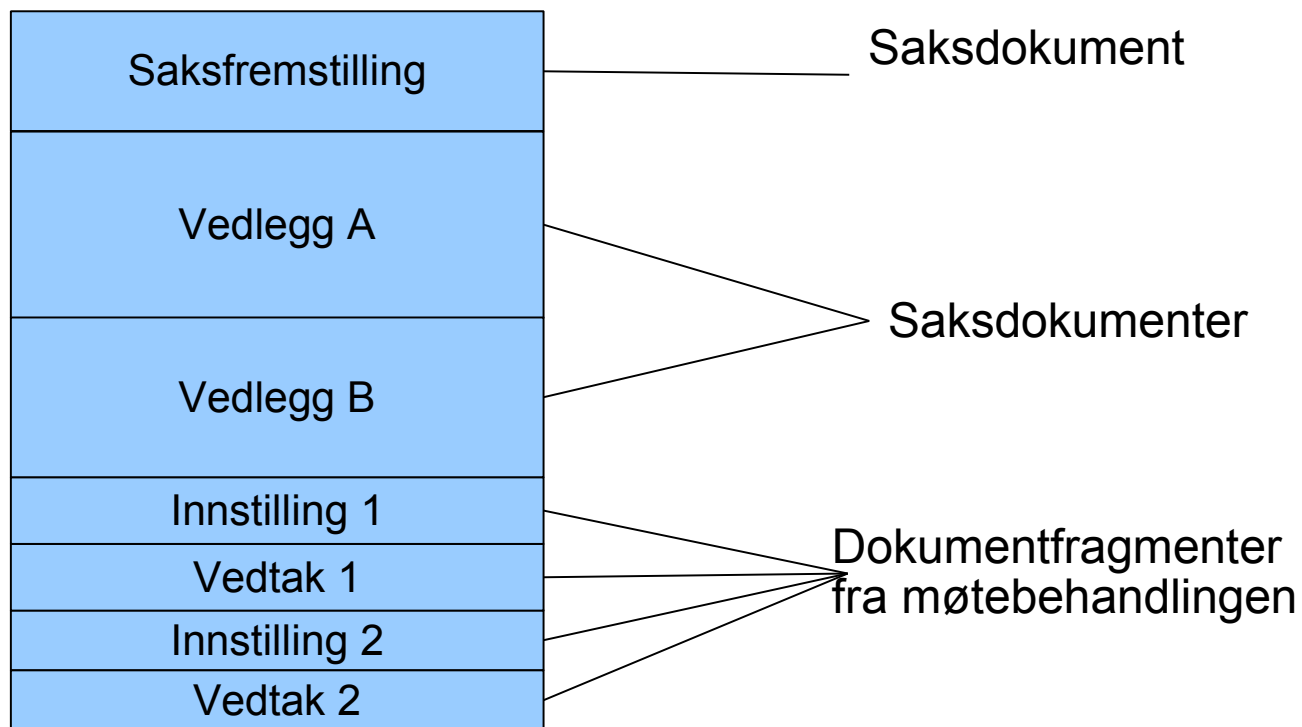 Saksfremstilling
Saksdokument
Vedlegg A
Saksdokumenter
Vedlegg B
Innstilling 1
Vedtak 1
Innstilling 2
Vedtak 2
Dokumentfragmenter
fra møtebehandlingen